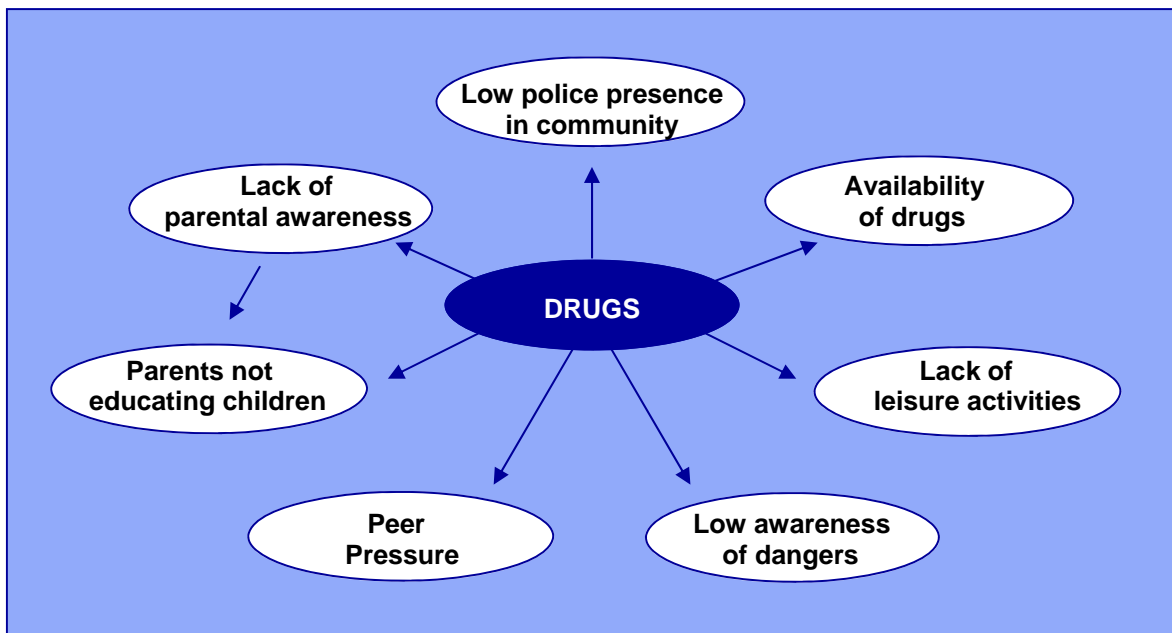 Low police presence
in community
Lack of
parental awareness
Availability
of drugs
DRUGS
Parents not
educating children
Lack of
leisure activities
Peer
Pressure
Low awareness
of dangers